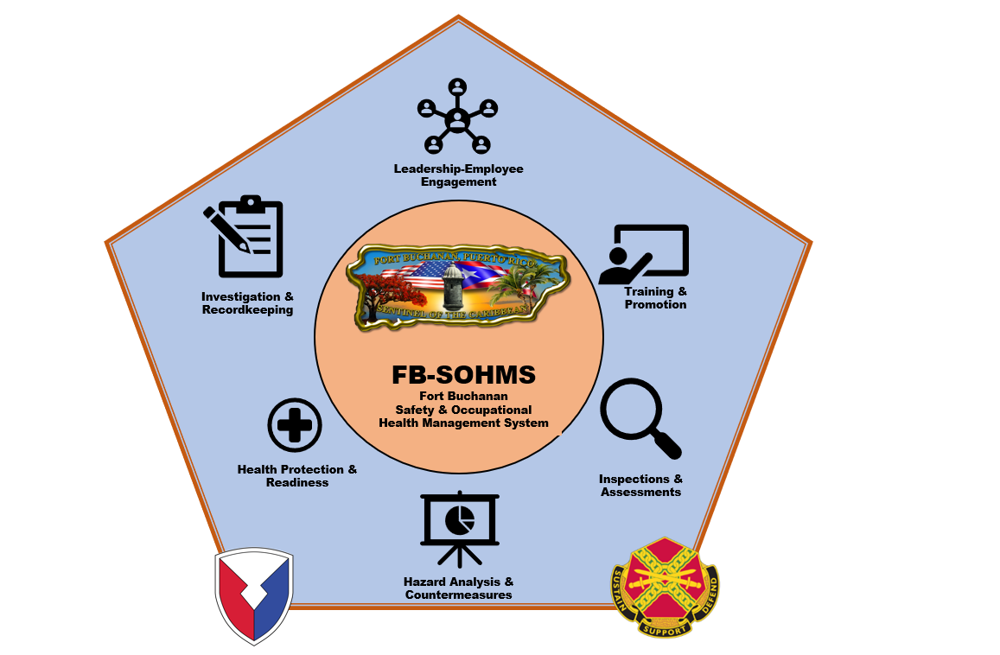 Leadership-Employee
Engagement
Investigation &
Recordkeeping
Training &
Promotion
FORT BUCHANAN, PUERTO RICO
SENTINEL OF THE CARIBBEAN
FB-SOHMS
Fort Buchanan
Safety & Occupational
Health Management System
Health Protection &
Readiness
Inspections &
Assessments
Hazard Analysis &
Countermeasures
SUSTAIN
SUPPORT
DEFEND